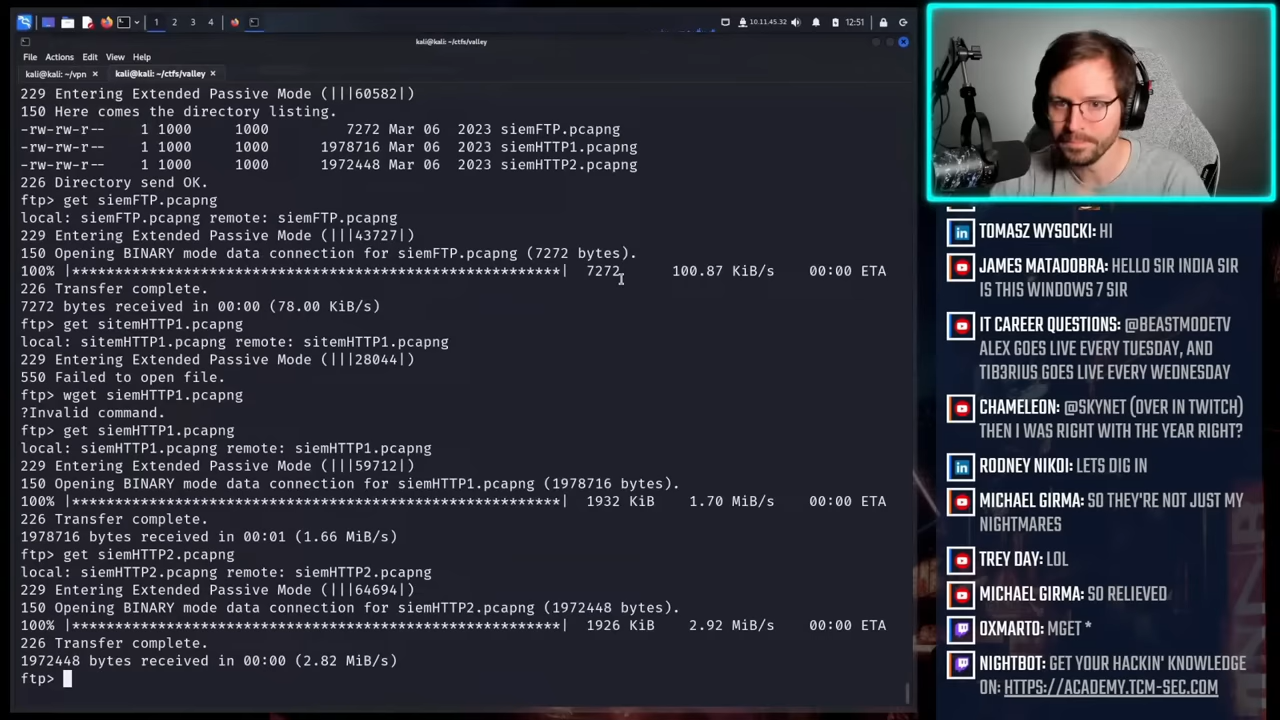 1
2
3
4
10.11.45.32
12:51
kali@kali: ~/ctfs/valley
File Actions Edit View Help
kali@kali: ~/vpn ×
kali@kali: ~/ctfs/valley ×
229 Entering Extended Passive Mode (|||60582|)
150 Here comes the directory listing.
-rw-rw-r-- 1 1000 1000 7272 Mar 06 2023 siemFTP.pcapng
-rw-rw-r-- 1 1000 1000 1978716 Mar 06 2023 siemHTTP1.pcapng
-rw-rw-r-- 1 1000 1000 1972448 Mar 06 2023 siemHTTP2.pcapng
226 Directory send OK.
ftp> get siemFTP.pcapng
local: siemFTP.pcapng remote: siemFTP.pcapng
229 Entering Extended Passive Mode (|||43727|)
150 Opening BINARY mode data connection for siemFTP.pcapng (7272 bytes).
100% |***********************************************************| 7272 100.87 KiB/s 00:00 ETA
226 Transfer complete.
7272 bytes received in 00:00 (78.00 KiB/s)
ftp> get sitemHTTP1.pcapng
local: sitemHTTP1.pcapng remote: sitemHTTP1.pcapng
229 Entering Extended Passive Mode (|||28044|)
550 Failed to open file.
ftp> wget siemHTTP1.pcapng
?Invalid command.
ftp> get siemHTTP1.pcapng
local: siemHTTP1.pcapng remote: siemHTTP1.pcapng
229 Entering Extended Passive Mode (|||59712|)
150 Opening BINARY mode data connection for siemHTTP1.pcapng (1978716 bytes).
100% |***********************************************************| 1932 KiB 1.70 MiB/s 00:00 ETA
226 Transfer complete.
1978716 bytes received in 00:01 (1.66 MiB/s)
ftp> get siemHTTP2.pcapng
local: siemHTTP2.pcapng remote: siemHTTP2.pcapng
229 Entering Extended Passive Mode (|||64694|)
150 Opening BINARY mode data connection for siemHTTP2.pcapng (1972448 bytes).
100% |***********************************************************| 1926 KiB 2.92 MiB/s 00:00 ETA
226 Transfer complete.
1972448 bytes received in 00:00 (2.82 MiB/s)
ftp>
TOMASZ WYSOCKI: HI
JAMES MATADOBRA: HELLO SIR INDIA SIR
IS THIS WINDOWS 7 SIR
IT CAREER QUESTIONS: @BEASTMODETV
ALEX GOES LIVE EVERY TUESDAY, AND
TIB3RIUS GOES LIVE EVERY WEDNESDAY
CHAMELEON: @SKYNET (OVER IN TWITCH)
THEN I WAS RIGHT WITH THE YEAR RIGHT?
RODNEY NIKOI: LETS DIG IN
MICHAEL GIRMA: SO THEY'RE NOT JUST MY
NIGHTMARES
TREY DAY: LOL
MICHAEL GIRMA: SO RELIEVED
0XMARTO: MGET *
NIGHTBOT: GET YOUR HACKIN' KNOWLEDGE
ON: HTTPS://ACADEMY.TCM-SEC.COM